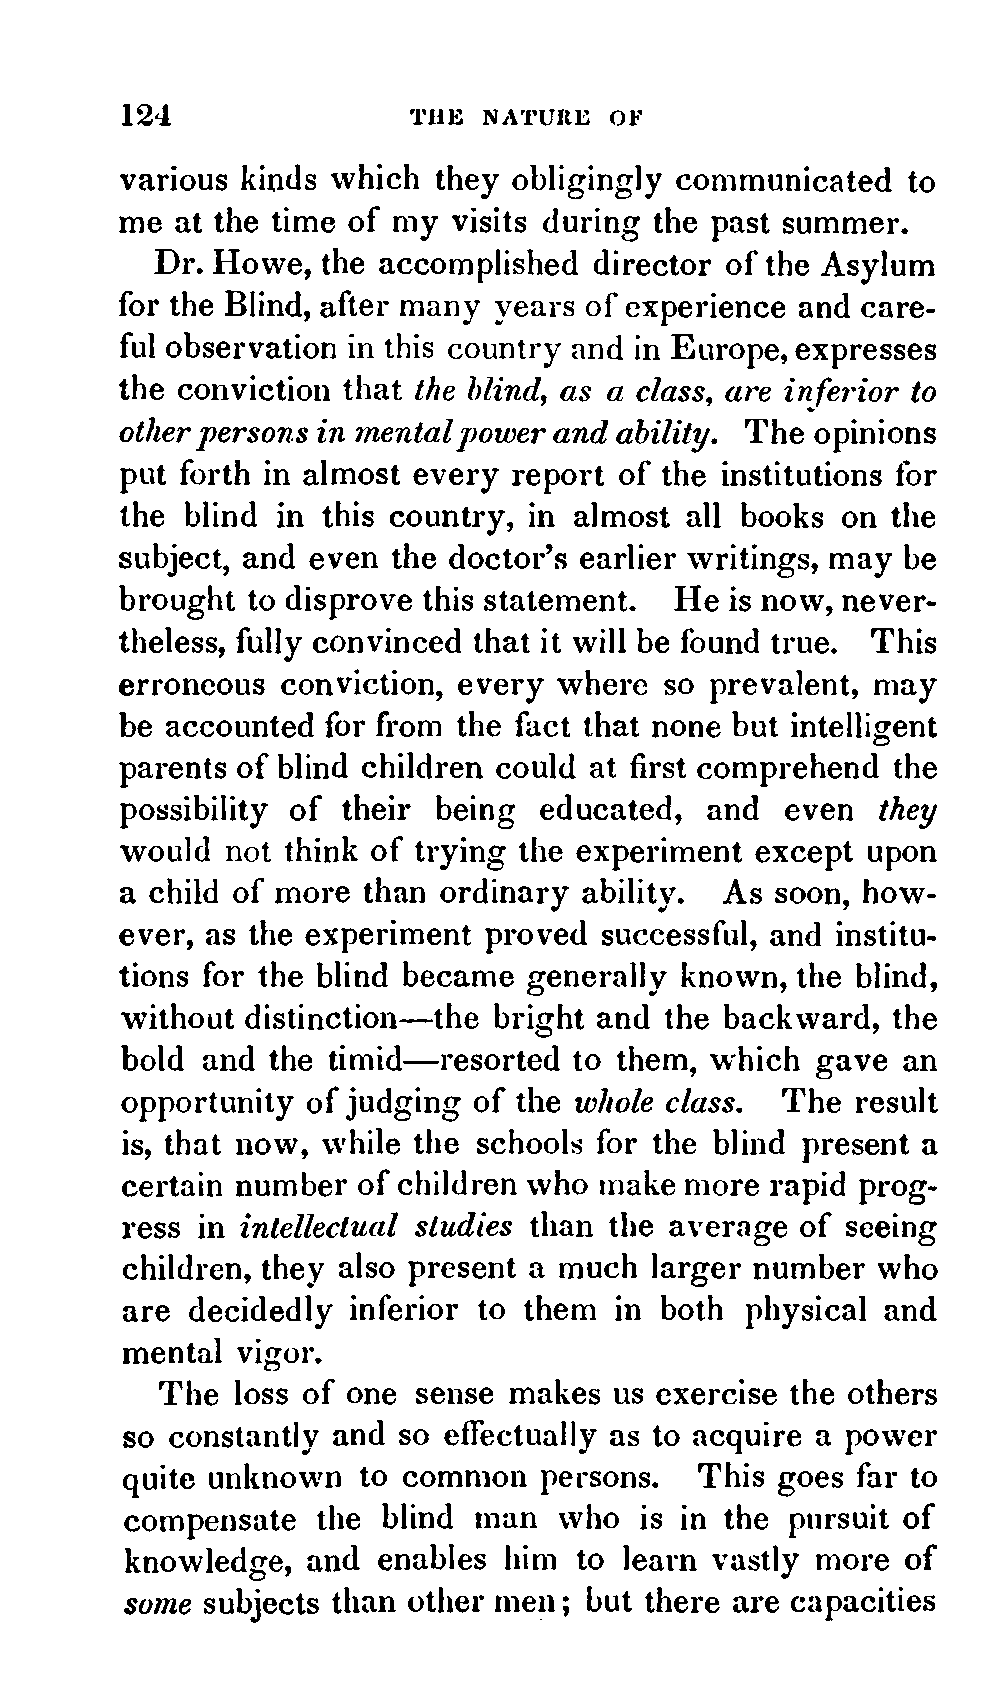 124 THE NATURE OF
various kinds which they obligingly communicated to
me at the time of my visits during the past summer.
Dr. Howe, the accomplished director of the Asylum
for the Blind, after many years of experience and care-
ful observation in this country and in Europe, expresses
the conviction that the blind, as a class, are inferior to
other persons in mental power and ability. The opinions
put forth in almost every report of the institutions for
the blind in this country, in almost all books on the
subject, and even the doctor's earlier writings, may be
brought to disprove this statement. He is now, never-
theless, fully convinced that it will be found true. This
erroneous conviction, every where so prevalent, may
be accounted for from the fact that none but intelligent
parents of blind children could at first comprehend the
possibility of their being educated, and even they
would not think of trying the experiment except upon
a child of more than ordinary ability. As soon, how-
ever, as the experiment proved successful, and institu-
tions for the blind became generally known, the blind,
without distinction—the bright and the backward, the
bold and the timid—resorted to them, which gave an
opportunity of judging of the whole class. The result
is, that now, while the schools for the blind present a
certain number of children who make more rapid prog-
ress in intellectual studies than the average of seeing
children, they also present a much larger number who
are decidedly inferior to them in both physical and
mental vigor.
The loss of one sense makes us exercise the others
so constantly and so effectually as to acquire a power
quite unknown to common persons. This goes far to
compensate the blind man who is in the pursuit of
knowledge, and enables him to learn vastly more of
some subjects than other men; but there are capacities